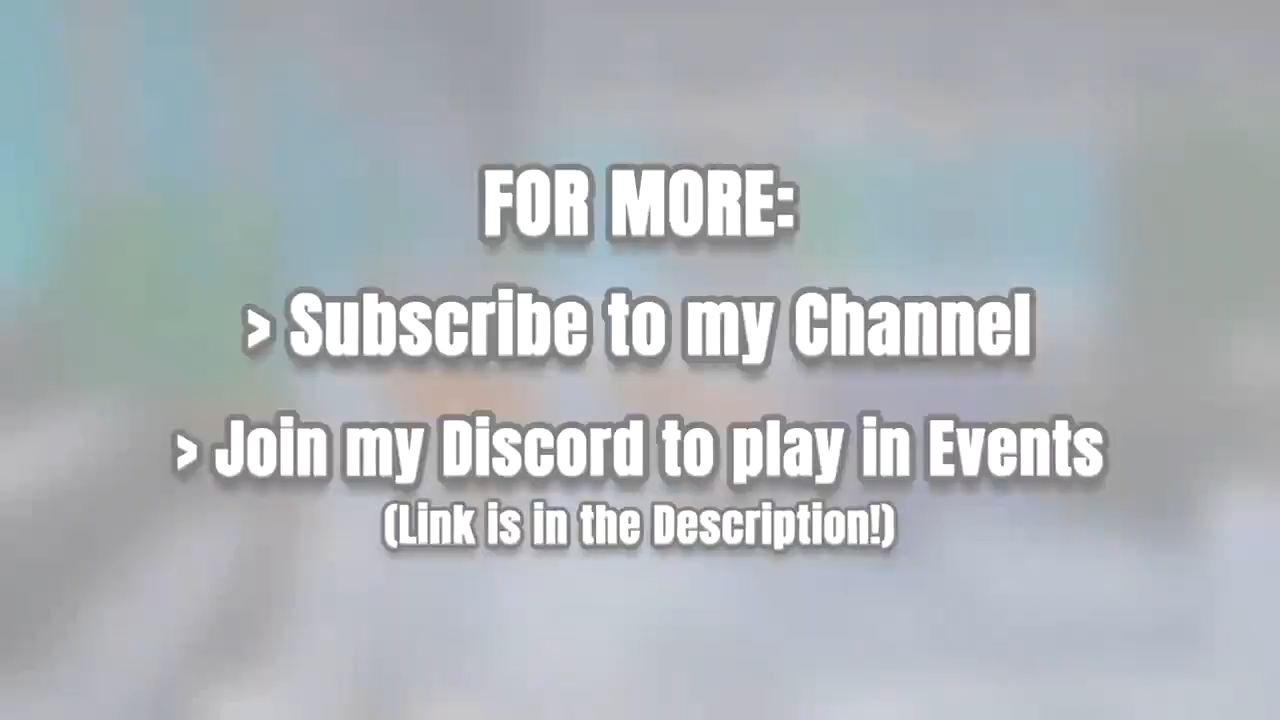 FOR MORE:
> Subscribe to my Channel
> Join my Discord to play in Events
(Link is in the Description!)